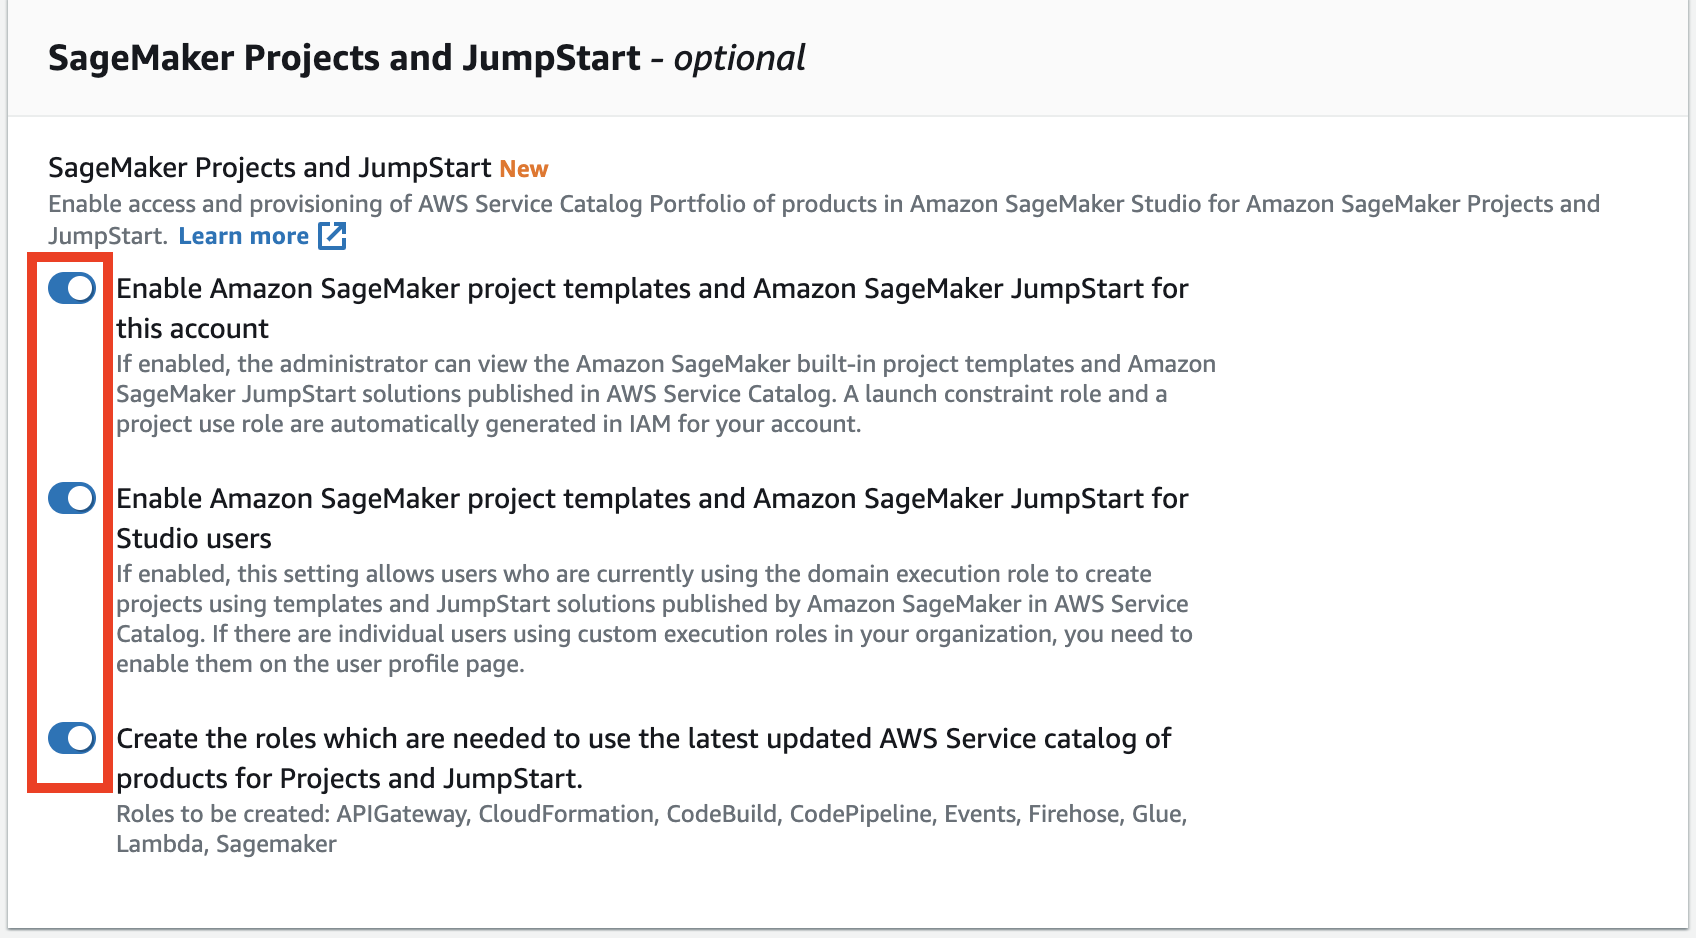 SageMaker Projects and JumpStart - optional
SageMaker Projects and JumpStart New
Enable access and provisioning of AWS Service Catalog Portfolio of products in Amazon SageMaker Studio for Amazon SageMaker Projects and
JumpStart. Learn more
Enable Amazon SageMaker project templates and Amazon SageMaker JumpStart for
this account
If enabled, the administrator can view the Amazon SageMaker built-in project templates and Amazon
SageMaker JumpStart solutions published in AWS Service Catalog. A launch constraint role and a
project use role are automatically generated in IAM for your account.
Enable Amazon SageMaker project templates and Amazon SageMaker JumpStart for
Studio users
If enabled, this setting allows users who are currently using the domain execution role to create
projects using templates and JumpStart solutions published by Amazon SageMaker in AWS Service
Catalog. If there are individual users using custom execution roles in your organization, you need to
enable them on the user profile page.
Create the roles which are needed to use the latest updated AWS Service catalog of
products for Projects and JumpStart.
Roles to be created: APIGateway, CloudFormation, CodeBuild, CodePipeline, Events, Firehose, Glue,
Lambda, Sagemaker